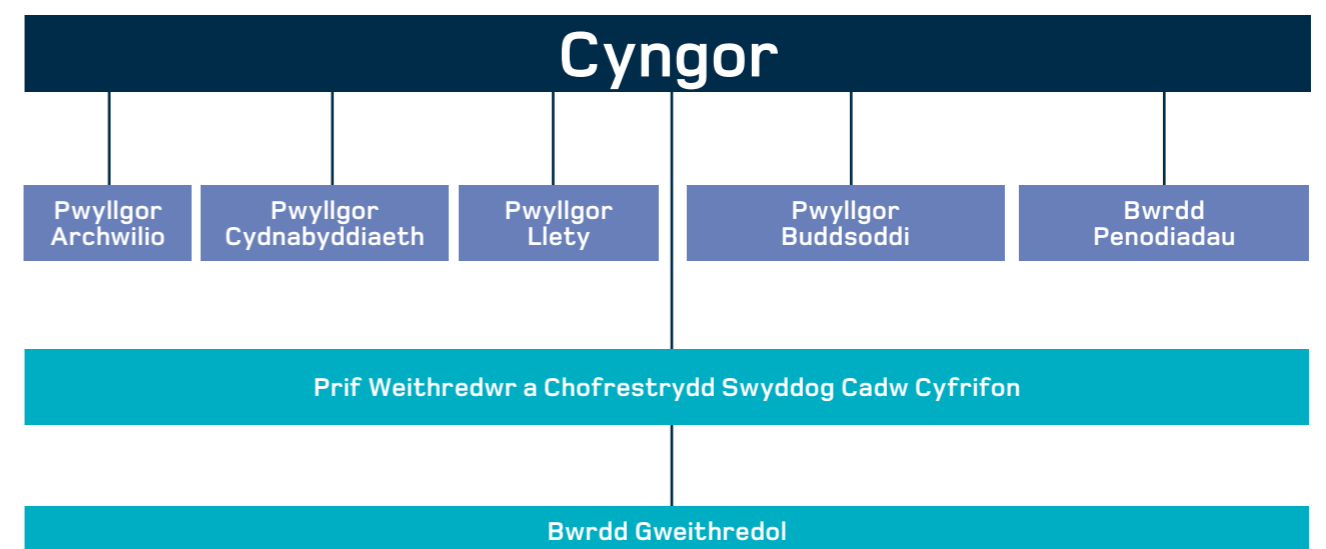 Cyngor
Pwyllgor
Archwilio
Pwyllgor
Cydnabyddiaeth
Pwyllgor
Llety
Pwyllgor
Buddsoddi
Bwrdd
Penodiadau
Prif Weithredwr a Chofrestrydd Swyddog Cadw Cyfrifon
Bwrdd Gweithredol